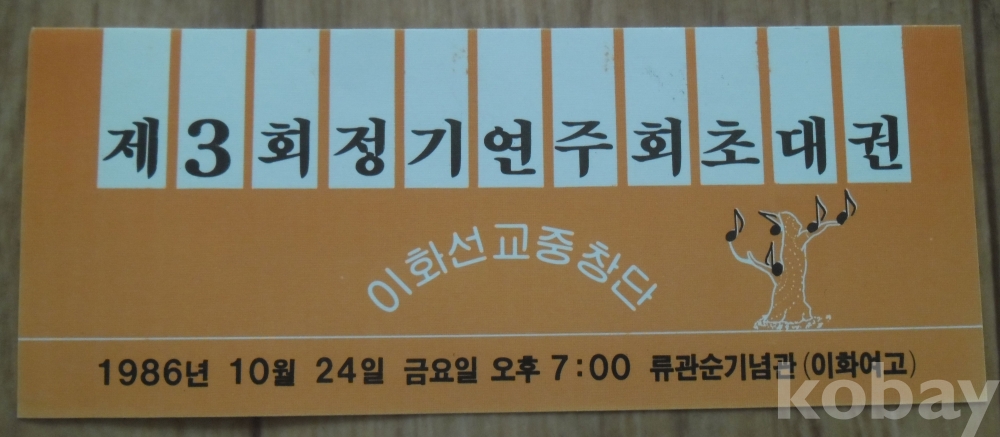 제3회정기연주회초대권
이화선교중창단
1986년 10월 24일 금요일 오후 7:00 류관순기념관 (이화여고)
kobay